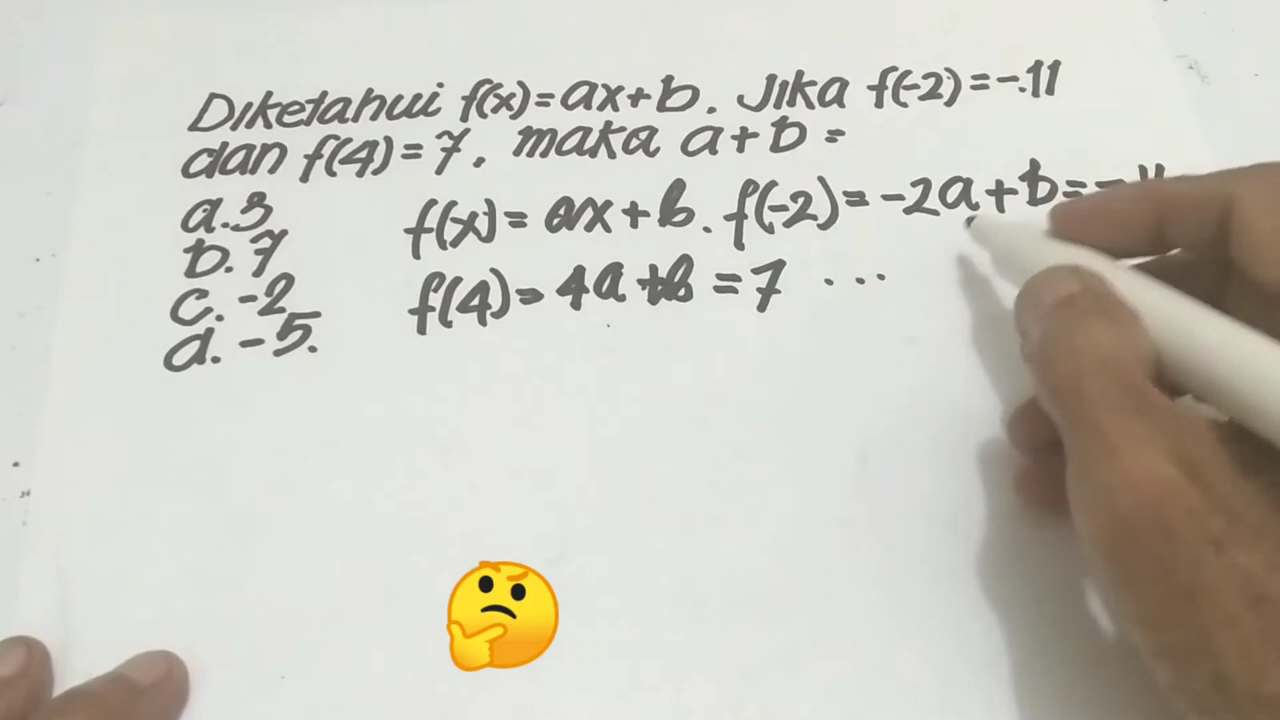 Diketahui f(x)=ax+b. Jika f(-2)=-11
dan f(4)=7. maka a+b=
a. 3
b. 7
c. -2
d. -5.
f(x)= ax+b. f(-2)=-2a+b=-
f(4)= 4a+b =7 ...